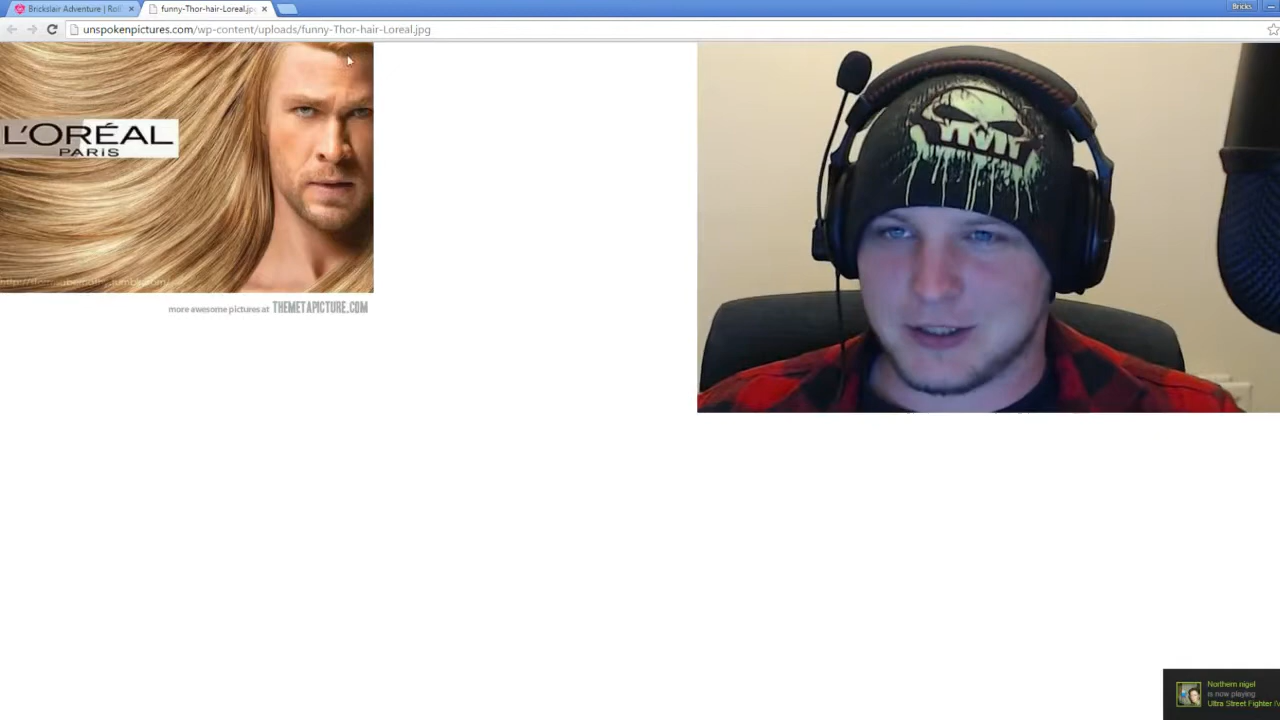 Brickslair Adventure | Roll
funny-Thor-hair-Loreal.jpg
Bricks
unspokenpictures.com/wp-content/uploads/funny-Thor-hair-Loreal.jpg
L'ORÉAL
PARiS
more awesome pictures at THEMETAPICTURE.COM
Northern nigel
is now playing
Ultra Street Fighter IV